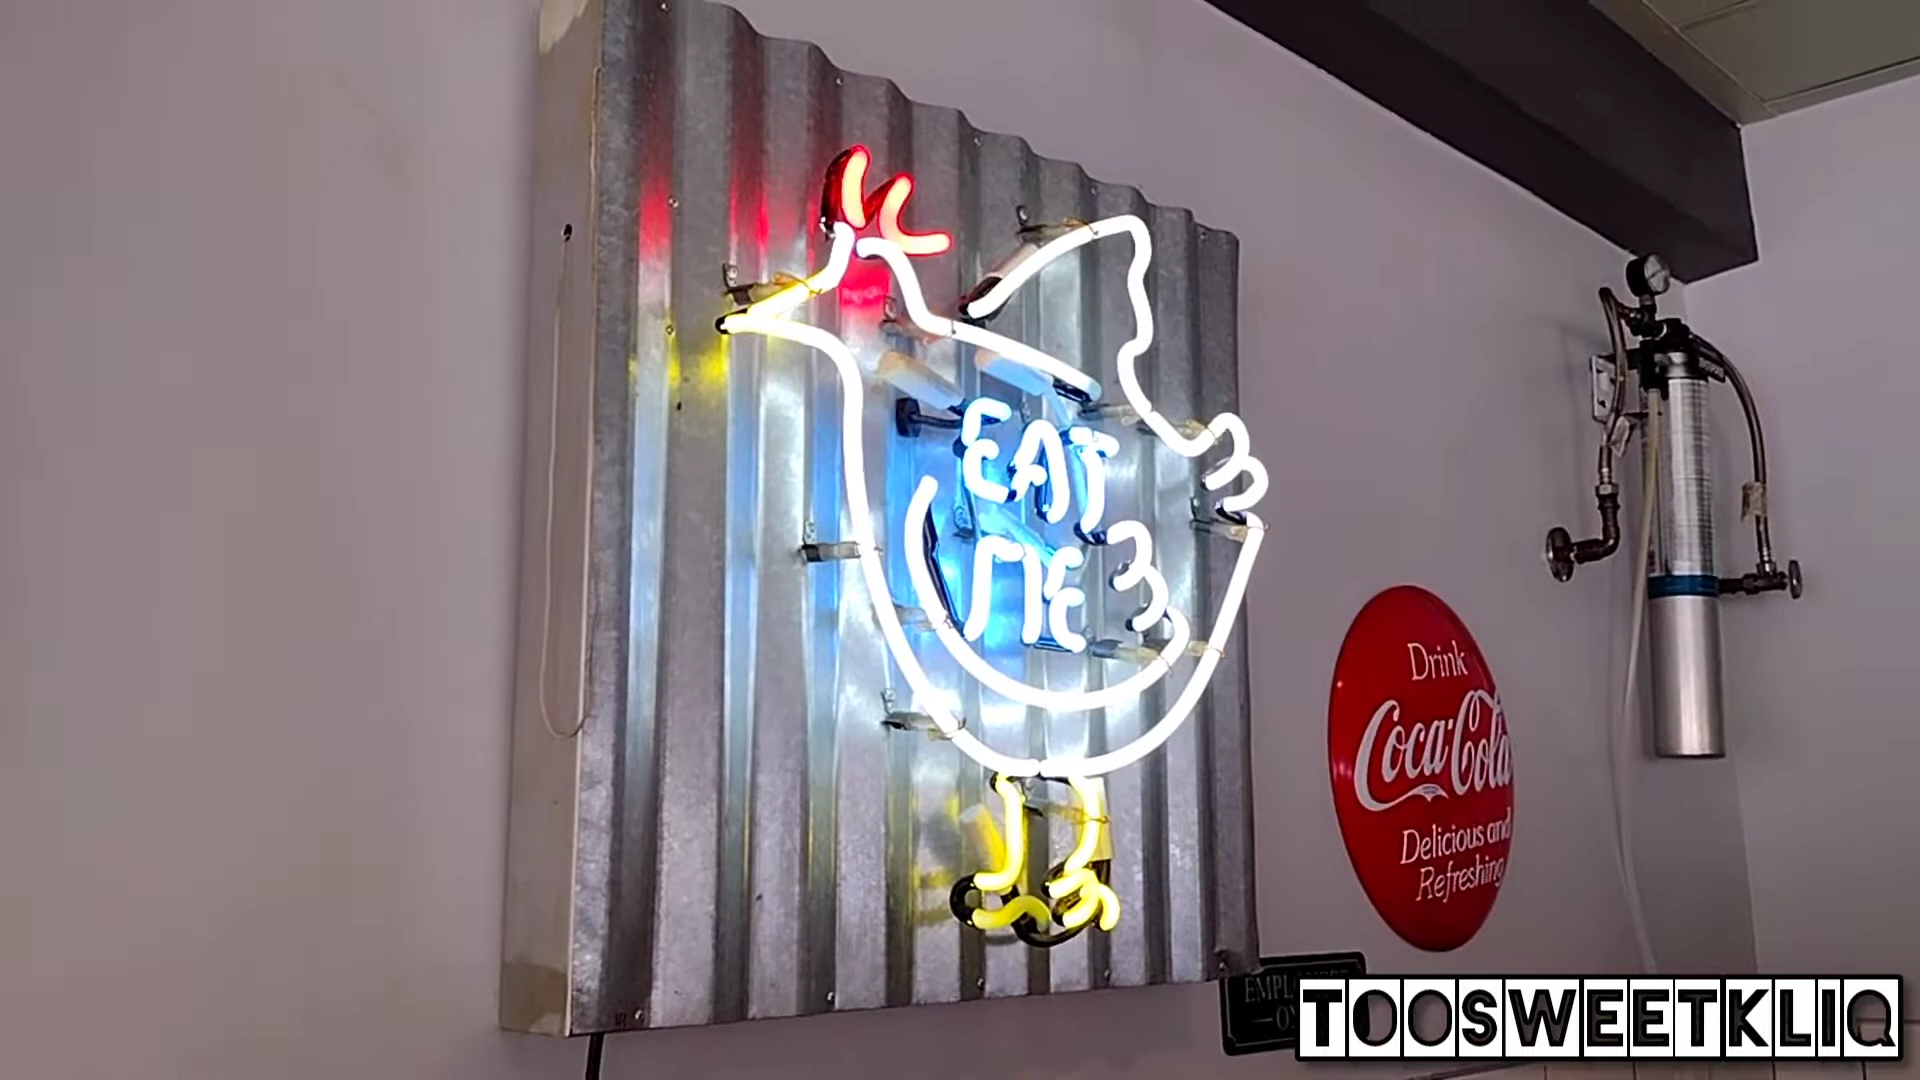 EAT
ME
Drink
Coca-Cola
Delicious and
Refreshing
TOOSWEETKLIQ